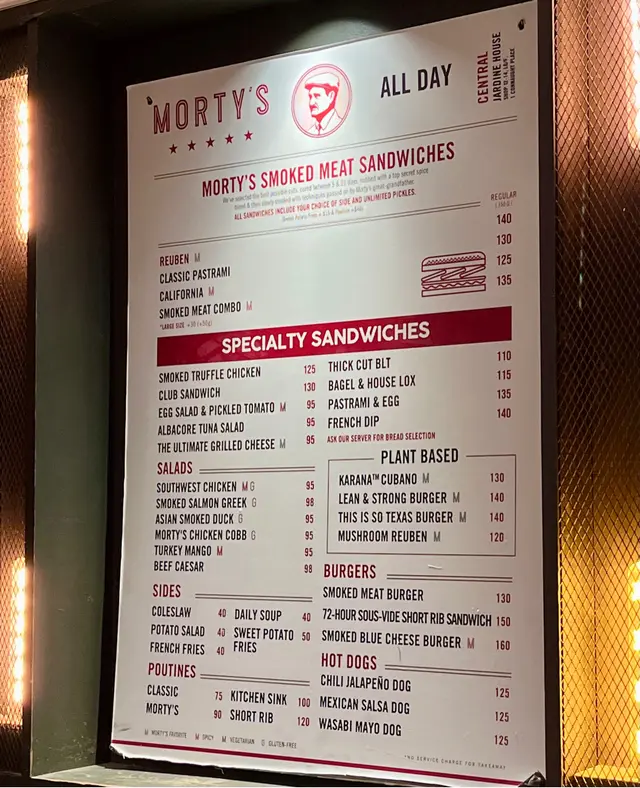 MORTY'S
ALL DAY
CENTRAL
JARDINE HOUSE
1 CONNAUGHT PLACE
MORTY'S SMOKED MEAT SANDWICHES
ALL SANDWICHES INCLUDE YOUR CHOICE OF SIDE AND UNLIMITED PICKLES.
REGULAR
REUBEN M 140
CLASSIC PASTRAMI 130
CALIFORNIA M 125
SMOKED MEAT COMBO M 135
*LARGE SIZE
SPECIALTY SANDWICHES
SMOKED TRUFFLE CHICKEN 125
CLUB SANDWICH 130
EGG SALAD & PICKLED TOMATO M 95
ALBACORE TUNA SALAD 95
THE ULTIMATE GRILLED CHEESE M 95
THICK CUT BLT 110
BAGEL & HOUSE LOX 115
PASTRAMI & EGG 135
FRENCH DIP 140
ASK OUR SERVER FOR BREAD SELECTION
SALADS
SOUTHWEST CHICKEN M G 95
SMOKED SALMON GREEK G 98
ASIAN SMOKED DUCK G 95
MORTY'S CHICKEN COBB G 95
TURKEY MANGO M 95
BEEF CAESAR 98
PLANT BASED
KARANA™ CUBANO M 130
LEAN & STRONG BURGER M 140
THIS IS SO TEXAS BURGER M 140
MUSHROOM REUBEN M 120
SIDES
COLESLAW 40
POTATO SALAD 40
FRENCH FRIES 40
DAILY SOUP 40
SWEET POTATO 50
FRIES
BURGERS
SMOKED MEAT BURGER 130
72-HOUR SOUS-VIDE SHORT RIB SANDWICH 150
SMOKED BLUE CHEESE BURGER M 160
POUTINES
CLASSIC 75
MORTY'S 90
KITCHEN SINK 100
SHORT RIB 120
HOT DOGS
CHILI JALAPEÑO DOG 125
MEXICAN SALSA DOG 125
WASABI MAYO DOG 125
M MORTY'S FAVORITE M SPICY M VEGETARIAN G GLUTEN-FREE
*NO SERVICE CHARGE FOR TAKEAWAY